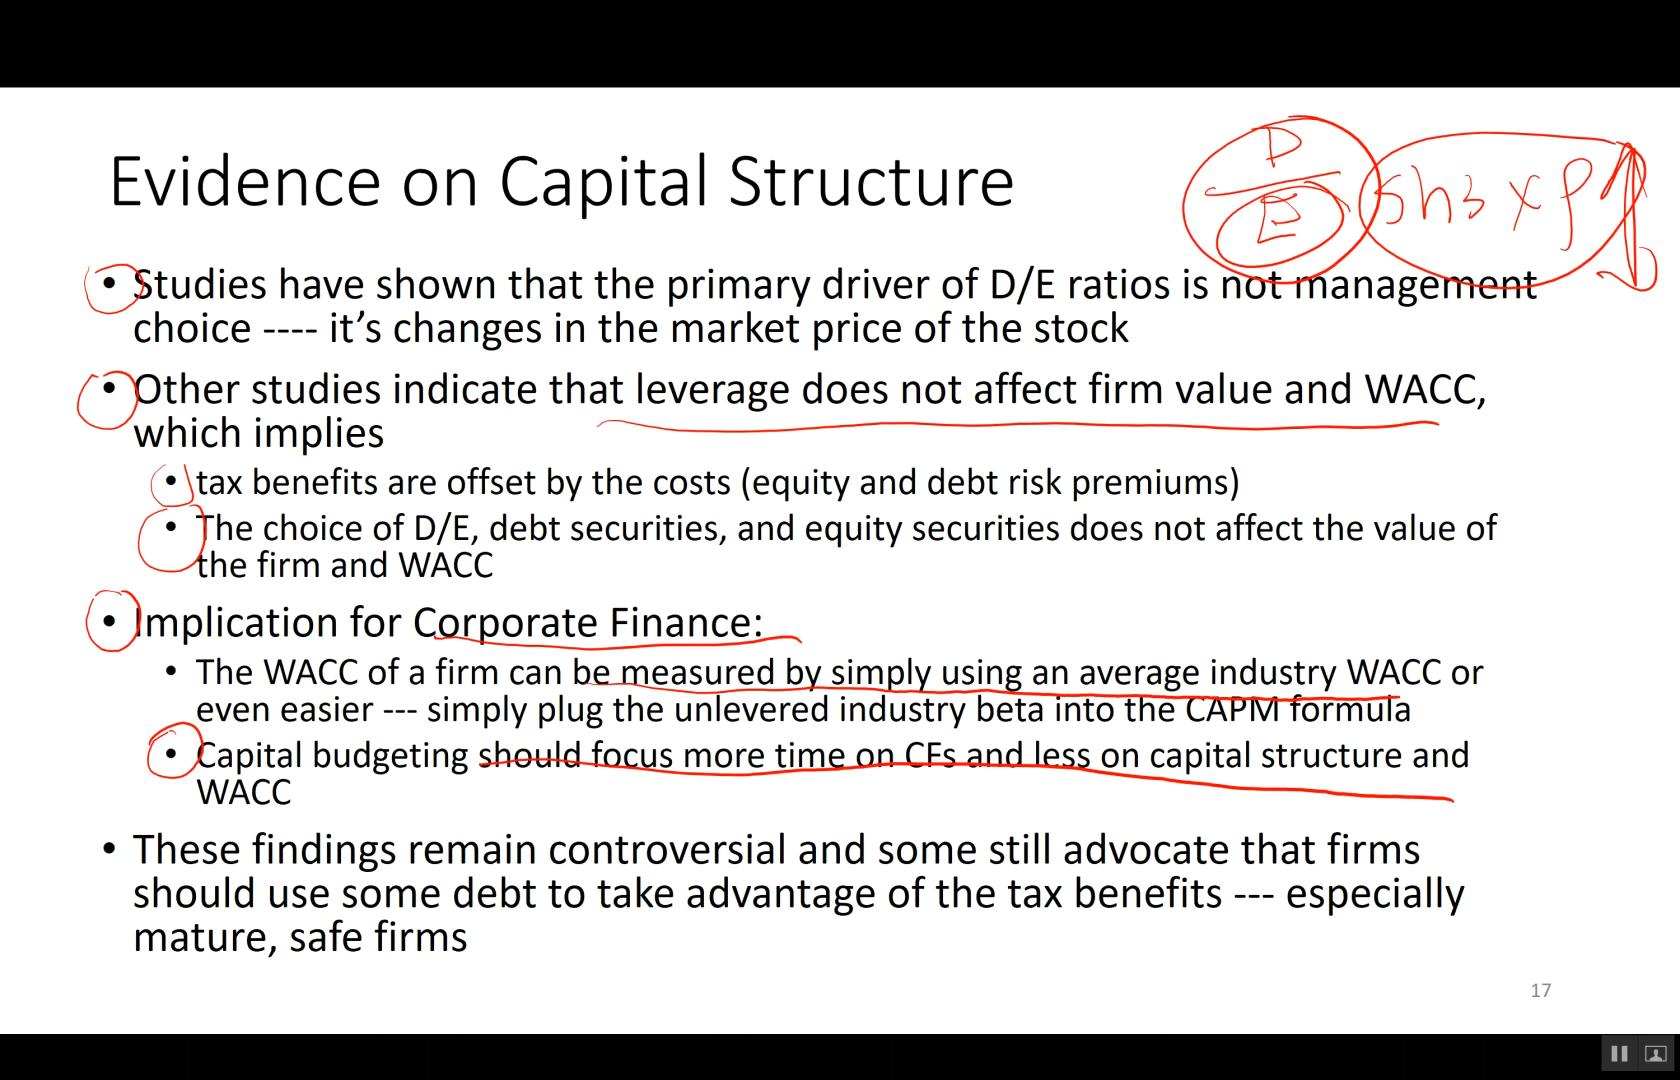 Evidence on Capital Structure
D
E
shs x P
• Studies have shown that the primary driver of D/E ratios is not management
choice ---- it’s changes in the market price of the stock
• Other studies indicate that leverage does not affect firm value and WACC,
which implies
• tax benefits are offset by the costs (equity and debt risk premiums)
• The choice of D/E, debt securities, and equity securities does not affect the value of
the firm and WACC
• Implication for Corporate Finance:
• The WACC of a firm can be measured by simply using an average industry WACC or
even easier --- simply plug the unlevered industry beta into the CAPM formula
• Capital budgeting should focus more time on CFs and less on capital structure and
WACC
• These findings remain controversial and some still advocate that firms
should use some debt to take advantage of the tax benefits --- especially
mature, safe firms
17